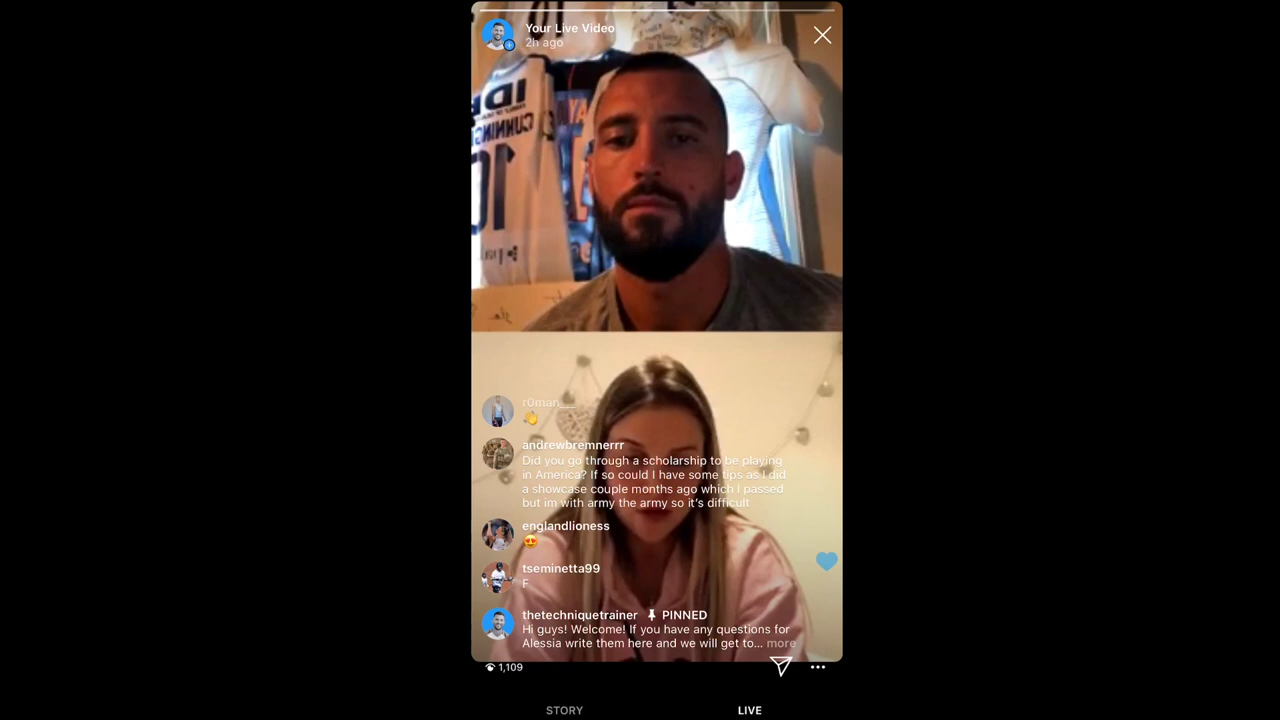 Your Live Video
2h ago
r0man__
👋
andrewbremnerrr
Did you go through a scholarship to be playing
in America? If so could I have some tips as I did
a showcase couple months ago which I passed
but im with army the army so it's difficult
englandlioness
😍
tseminetta99
F
thetechniquetrainer 📌 PINNED
Hi guys! Welcome! If you have any questions for
Alessia write them here and we will get to... more
1,109
STORY
LIVE